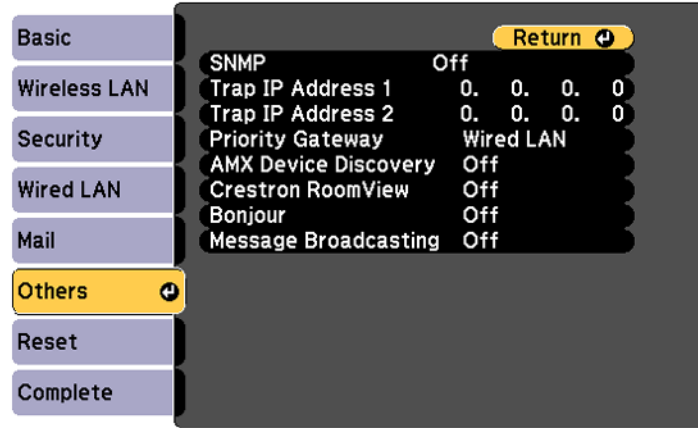 Basic
Wireless LAN
Security
Wired LAN
Mail
Others
Reset
Complete
Return
SNMP Off
Trap IP Address 1 0. 0. 0. 0
Trap IP Address 2 0. 0. 0. 0
Priority Gateway Wired LAN
AMX Device Discovery Off
Crestron RoomView Off
Bonjour Off
Message Broadcasting Off